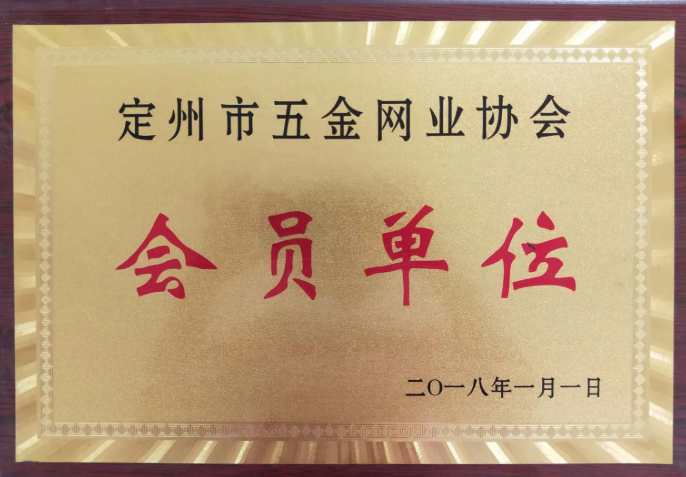 定州市五金网业协会
会员单位
二〇一八年一月一日